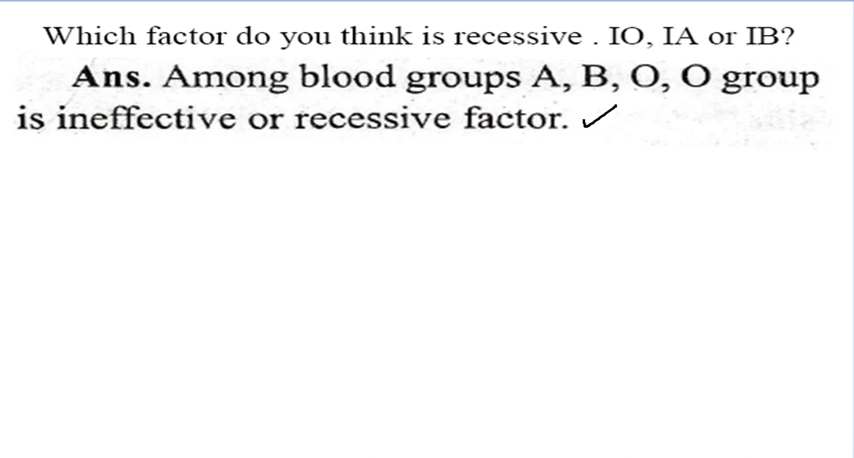 Which factor do you think is recessive . IO, IA or IB?
Ans. Among blood groups A, B, O, O group
is ineffective or recessive factor. ✓